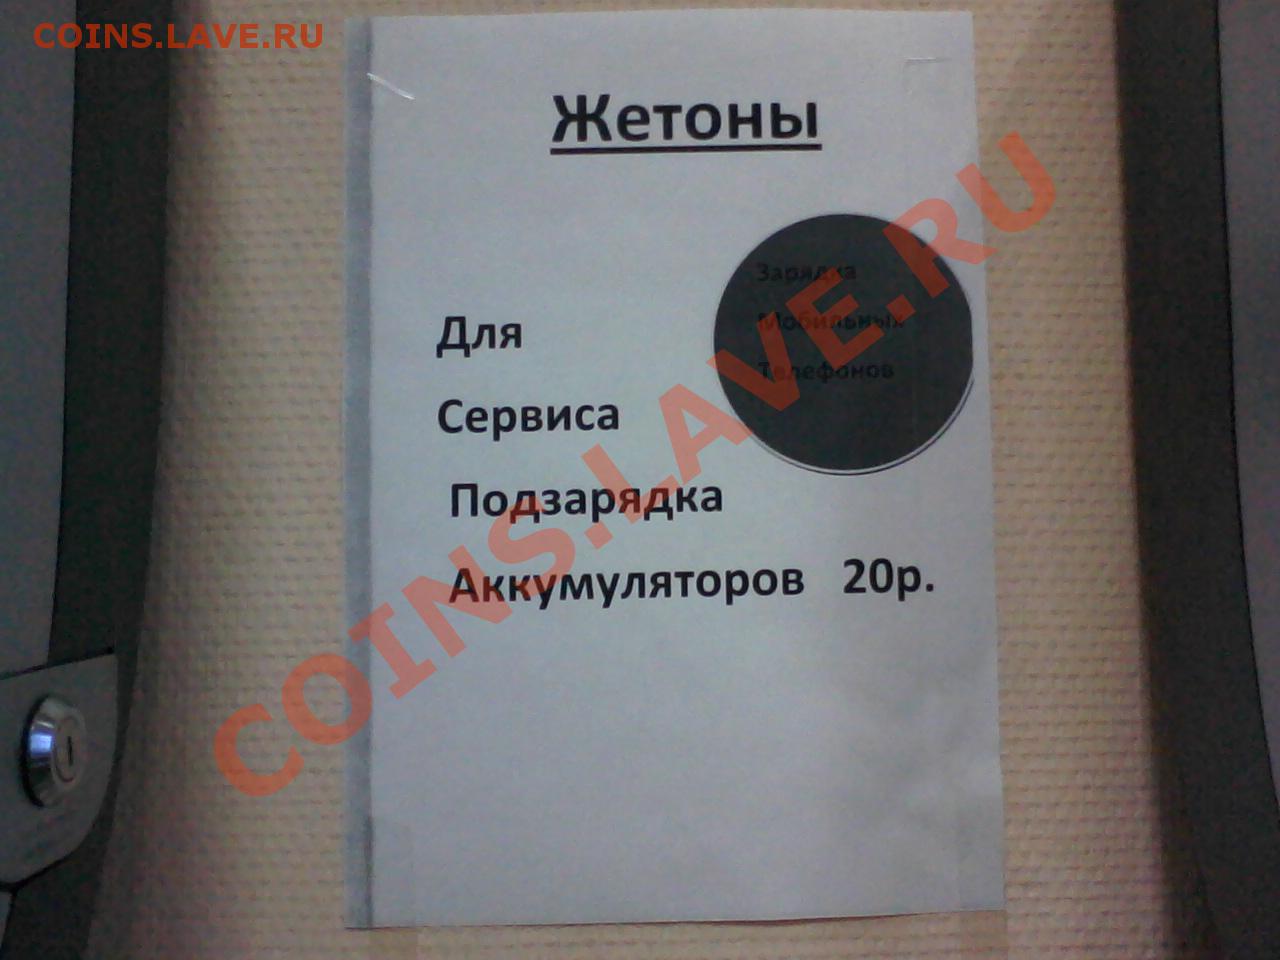 COINS.LAVE.RU
Жетоны
Зарядка
Мобильных
Телефонов
Для
Сервиса
Подзарядка
Аккумуляторов 20р.
COINS.LAVE.RU